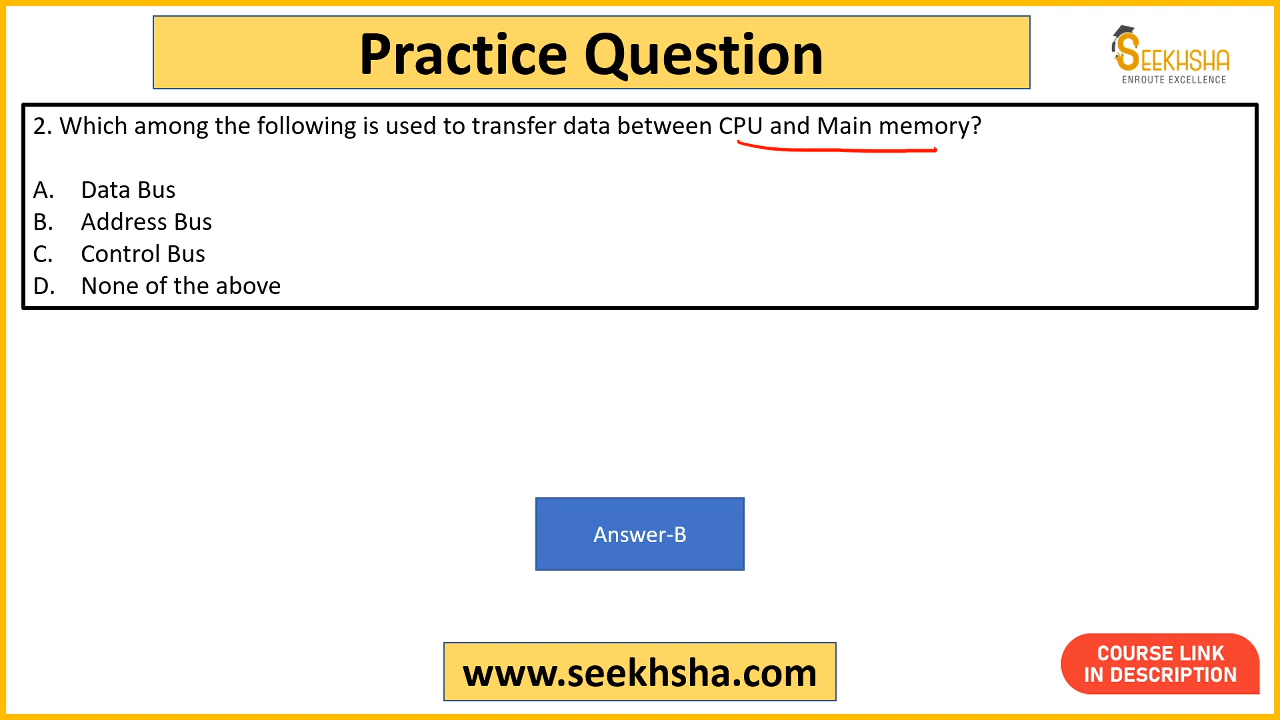 Practice Question
SEEKHSHA
ENROUTE EXCELLENCE
2. Which among the following is used to transfer data between CPU and Main memory?
A. Data Bus
B. Address Bus
C. Control Bus
D. None of the above
Answer-B
www.seekhsha.com
COURSE LINK
IN DESCRIPTION